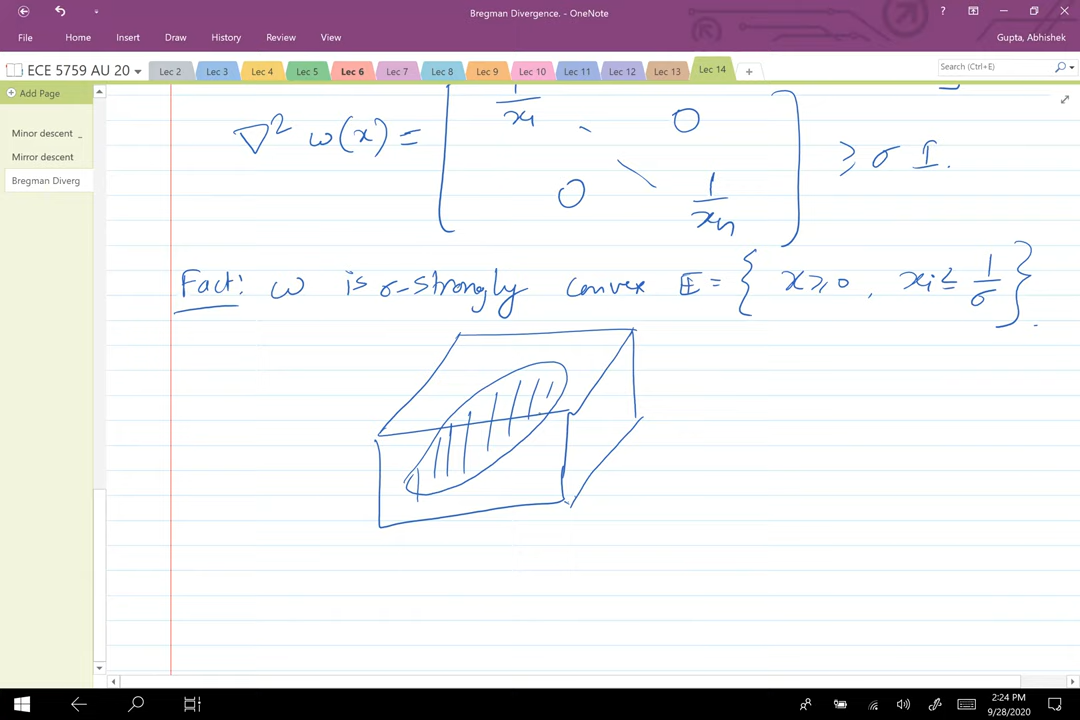 Bregman Divergence. - OneNote
File Home Insert Draw History Review View
Gupta, Abhishek
ECE 5759 AU 20
Lec 2 Lec 3 Lec 4 Lec 5 Lec 6 Lec 7 Lec 8 Lec 9 Lec 10 Lec 11 Lec 12 Lec 13 Lec 14
Search (Ctrl+E)
Add Page
Minor descent
Mirror descent
Bregman Diverg
∇² ω(x) = [ 1/x₁ 0 0 1/xₙ ] ≥ σ I.
Fact: ω is σ-strongly convex E = { x ≥ 0, xᵢ ≤ 1/σ }.
2:24 PM
9/28/2020